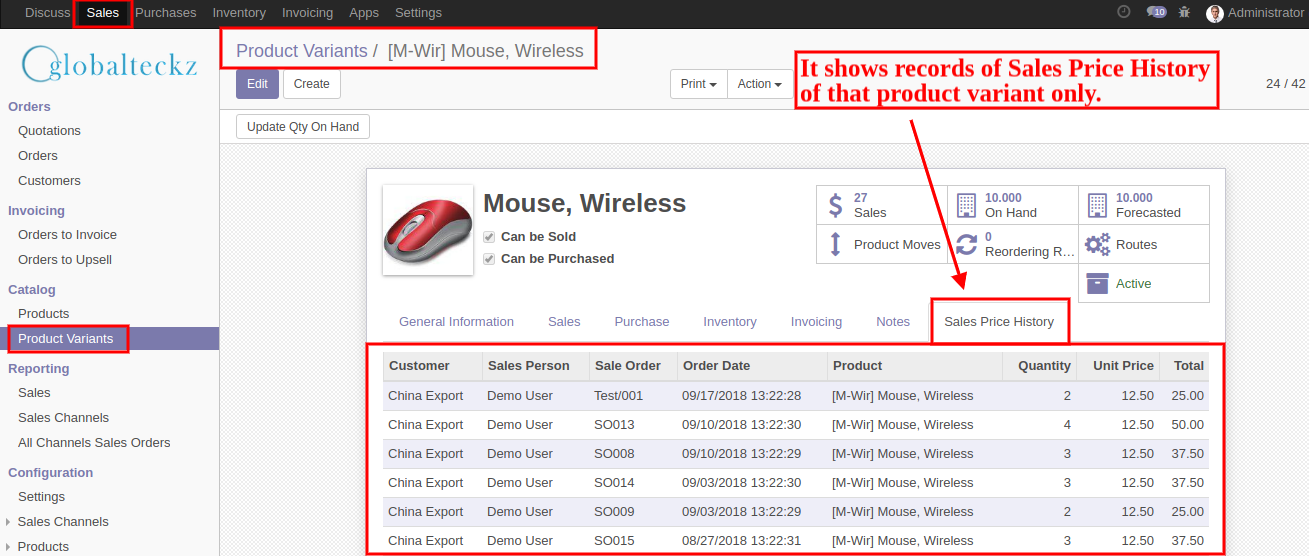 Discuss Sales Purchases Inventory Invoicing Apps Settings 10 Administrator
globalteckz
Orders
Quotations
Orders
Customers
Invoicing
Orders to Invoice
Orders to Upsell
Catalog
Products
Product Variants
Reporting
Sales
Sales Channels
All Channels Sales Orders
Configuration
Settings
Sales Channels
Products
Product Variants / [M-Wir] Mouse, Wireless
Edit Create Print Action 24 / 42
It shows records of Sales Price History
of that product variant only.
Update Qty On Hand
Mouse, Wireless
Can be Sold
Can be Purchased
27
Sales
10.000
On Hand
10.000
Forecasted
Product Moves
0
Reordering R...
Routes
Active
General Information Sales Purchase Inventory Invoicing Notes Sales Price History
Customer Sales Person Sale Order Order Date Product Quantity Unit Price Total
China Export Demo User Test/001 09/17/2018 13:22:28 [M-Wir] Mouse, Wireless 2 12.50 25.00
China Export Demo User SO013 09/10/2018 13:22:30 [M-Wir] Mouse, Wireless 4 12.50 50.00
China Export Demo User SO008 09/10/2018 13:22:29 [M-Wir] Mouse, Wireless 3 12.50 37.50
China Export Demo User SO014 09/03/2018 13:22:30 [M-Wir] Mouse, Wireless 3 12.50 37.50
China Export Demo User SO009 09/03/2018 13:22:29 [M-Wir] Mouse, Wireless 2 12.50 25.00
China Export Demo User SO015 08/27/2018 13:22:31 [M-Wir] Mouse, Wireless 3 12.50 37.50